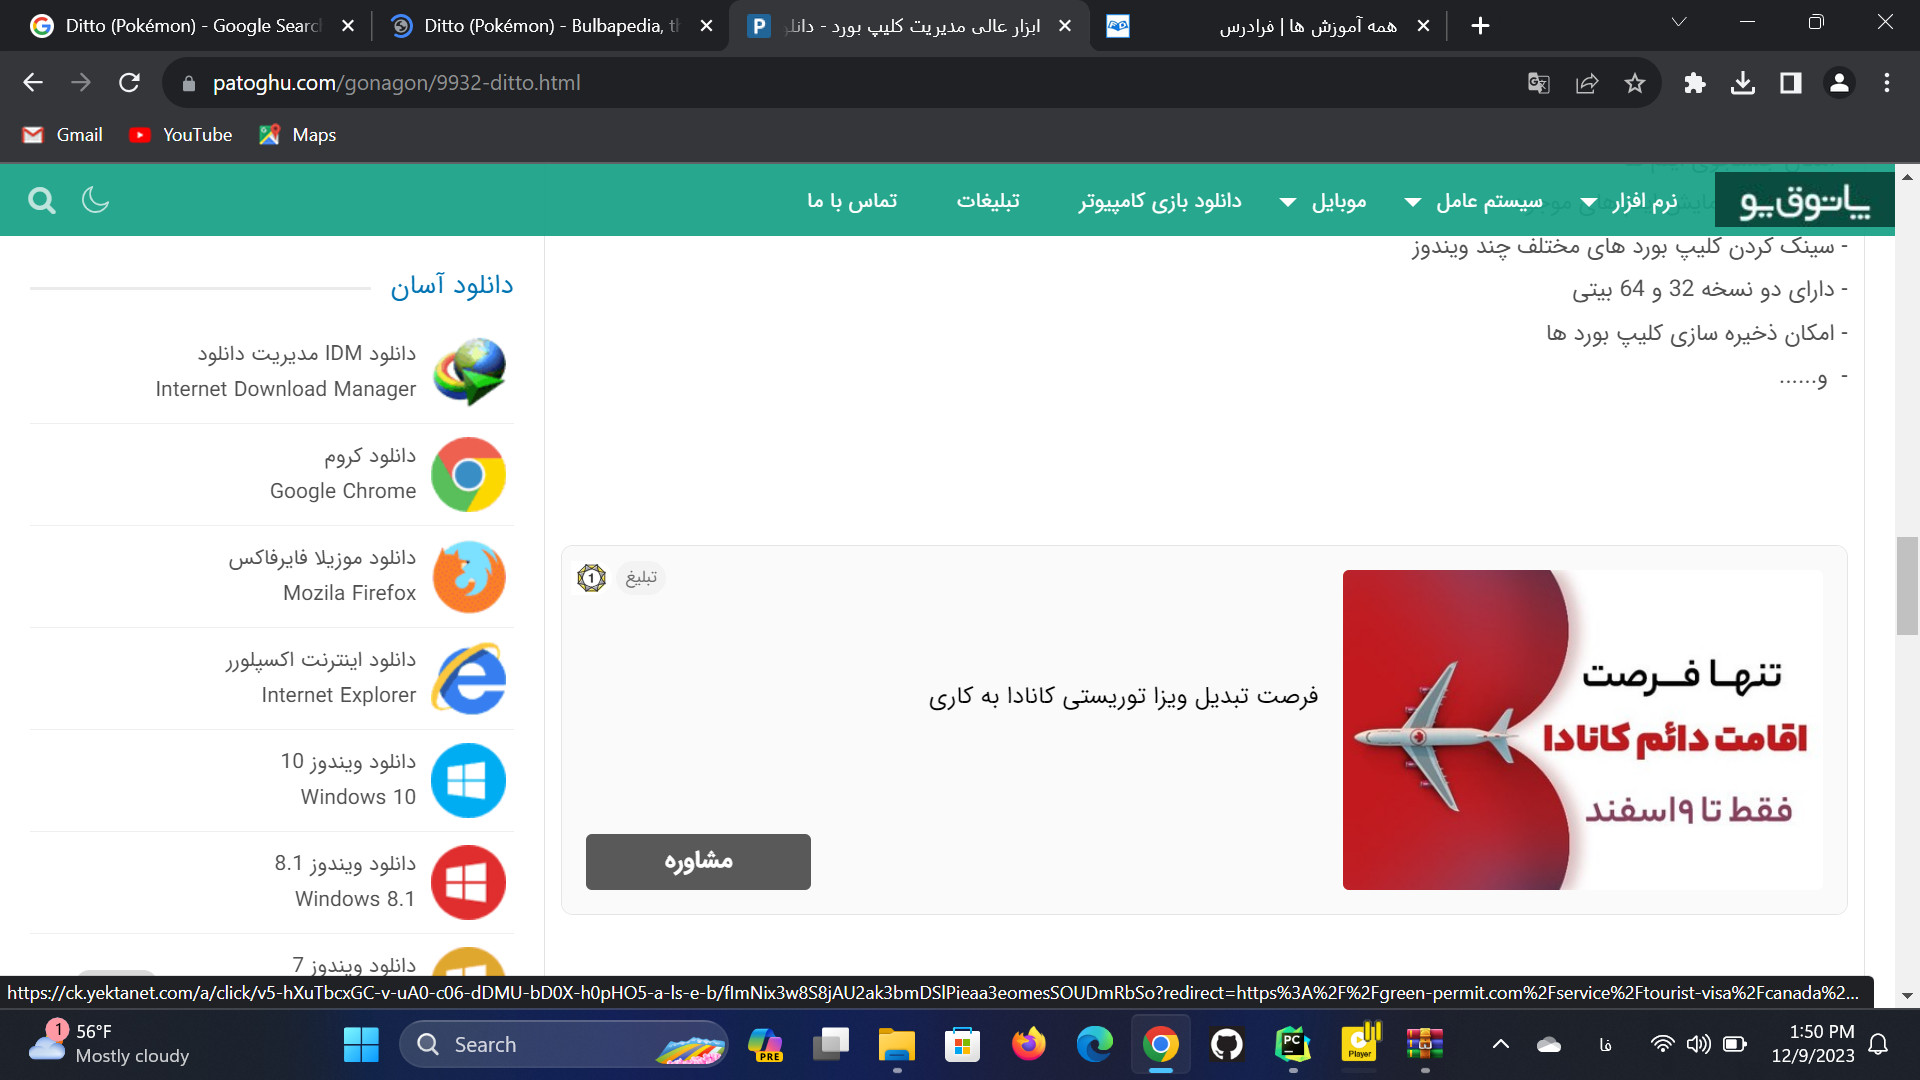 Ditto (Pokémon) - Google Search
Ditto (Pokémon) - Bulbapedia, th
ابزار عالی مدیریت کلیپ بورد - دانلو
همه آموزش ها | فرادرس
patoghu.com/gonagon/9932-ditto.html
Gmail
YouTube
Maps
پاتوق‌یو
نرم افزار
سیستم عامل
موبایل
دانلود بازی کامپیوتر
تبلیغات
تماس با ما
- سینک کردن کلیپ بورد های مختلف چند ویندوز
- دارای دو نسخه 32 و 64 بیتی
- امکان ذخیره سازی کلیپ بورد ها
- و......
دانلود آسان
دانلود IDM مدیریت دانلود
Internet Download Manager
دانلود کروم
Google Chrome
دانلود موزیلا فایرفاکس
Mozila Firefox
دانلود اینترنت اکسپلورر
Internet Explorer
دانلود ویندوز 10
Windows 10
دانلود ویندوز 8.1
Windows 8.1
دانلود ویندوز 7
1
تبلیغ
فرصت تبدیل ویزا توریستی کانادا به کاری
مشاوره
تنها فرصت
اقامت دائم کانادا
فقط تا ۹ اسفند
https://ck.yektanet.com/a/click/v5-hXuTbcxGC-v-uA0-c06-dDMU-bD0X-h0pHO5-a-ls-e-b/fImNix3w8S8jAU2ak3bmDSlPieaa3eomesSOUDmRbSo?redirect=https%3A%2F%2Fgreen-permit.com%2Fservice%2Ftourist-visa%2Fcanada%2...
1
56°F
Mostly cloudy
Search
PRE
PC
Player
فا
1:50 PM
12/9/2023